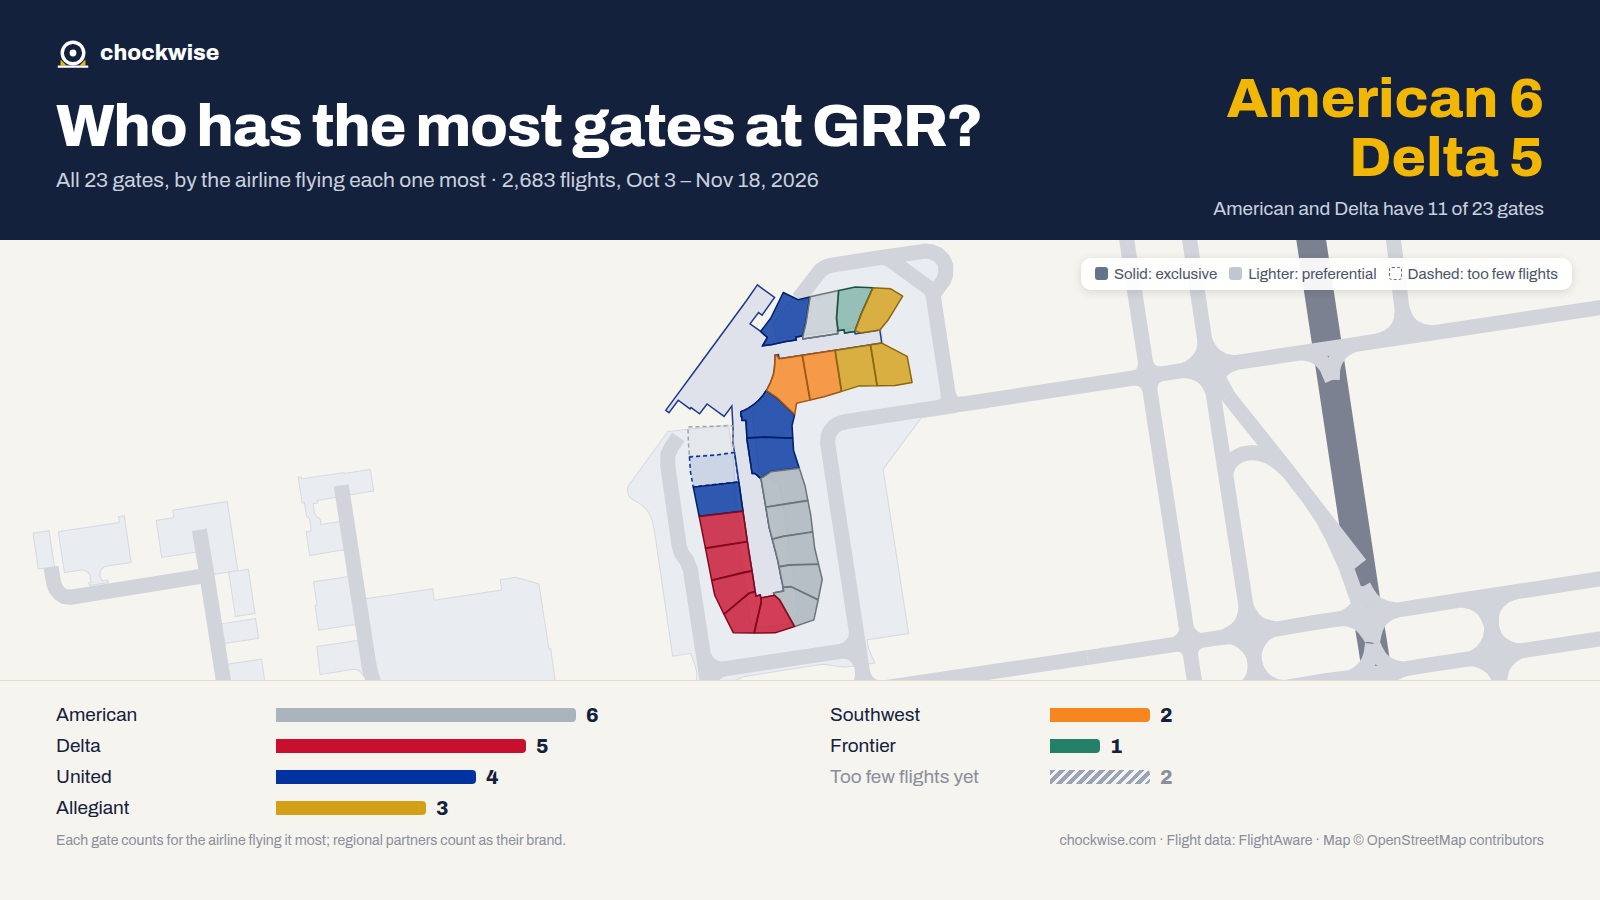 chockwise
Who has the most gates at GRR?
All 23 gates, by the airline flying each one most · 2,683 flights, Oct 3 – Nov 18, 2026
American 6
Delta 5
American and Delta have 11 of 23 gates
Solid: exclusive Lighter: preferential Dashed: too few flights
American 6
Delta 5
United 4
Allegiant 3
Southwest 2
Frontier 1
Too few flights yet 2
Each gate counts for the airline flying it most; regional partners count as their brand.
chockwise.com · Flight data: FlightAware · Map © OpenStreetMap contributors